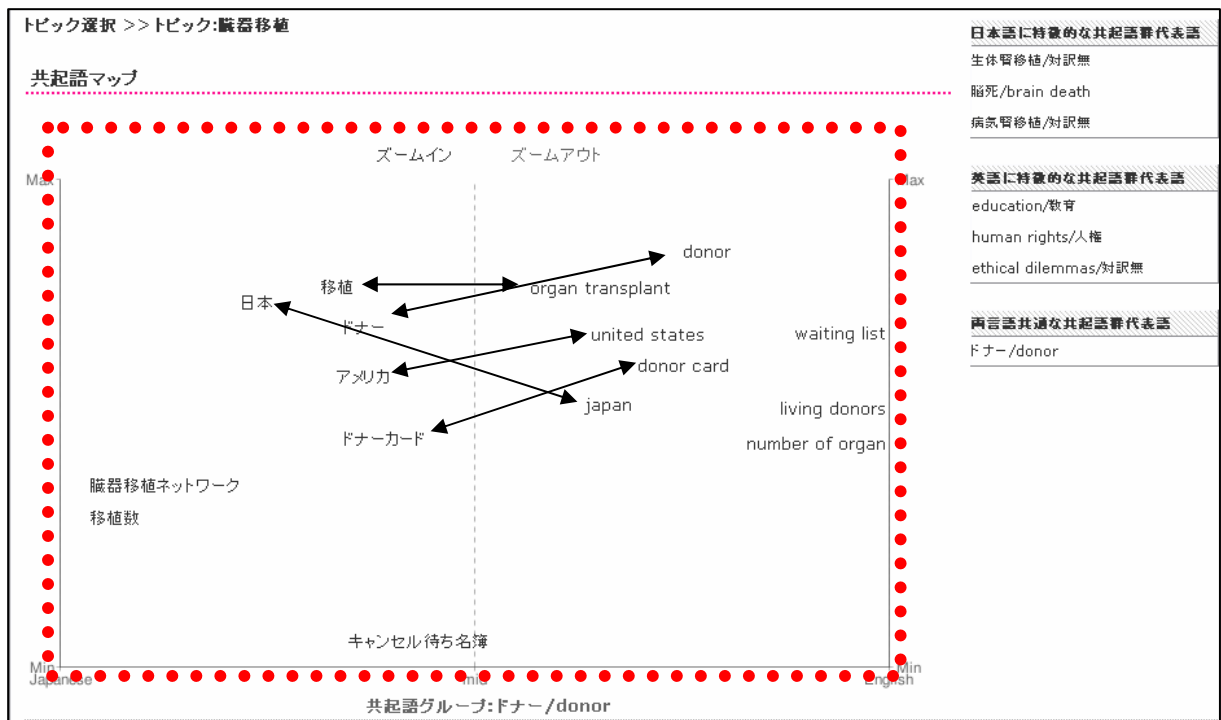 トピック選択 >> トピック:臓器移植
共起語マップ
ズームイン ズームアウト
Max
Max
donor
移植
organ transplant
日本
ドナー
united states
waiting list
donor card
アメリカ
japan
living donors
ドナーカード
number of organ
臓器移植ネットワーク
移植数
キャンセル待ち名簿
Min
Min
Japanese
mid
English
共起語グループ:ドナー/donor
日本語に特徴的な共起語群代表語
生体腎移植/対訳無
脳死/brain death
病気腎移植/対訳無
英語に特徴的な共起語群代表語
education/教育
human rights/人権
ethical dilemmas/対訳無
両言語共通な共起語群代表語
ドナー/donor